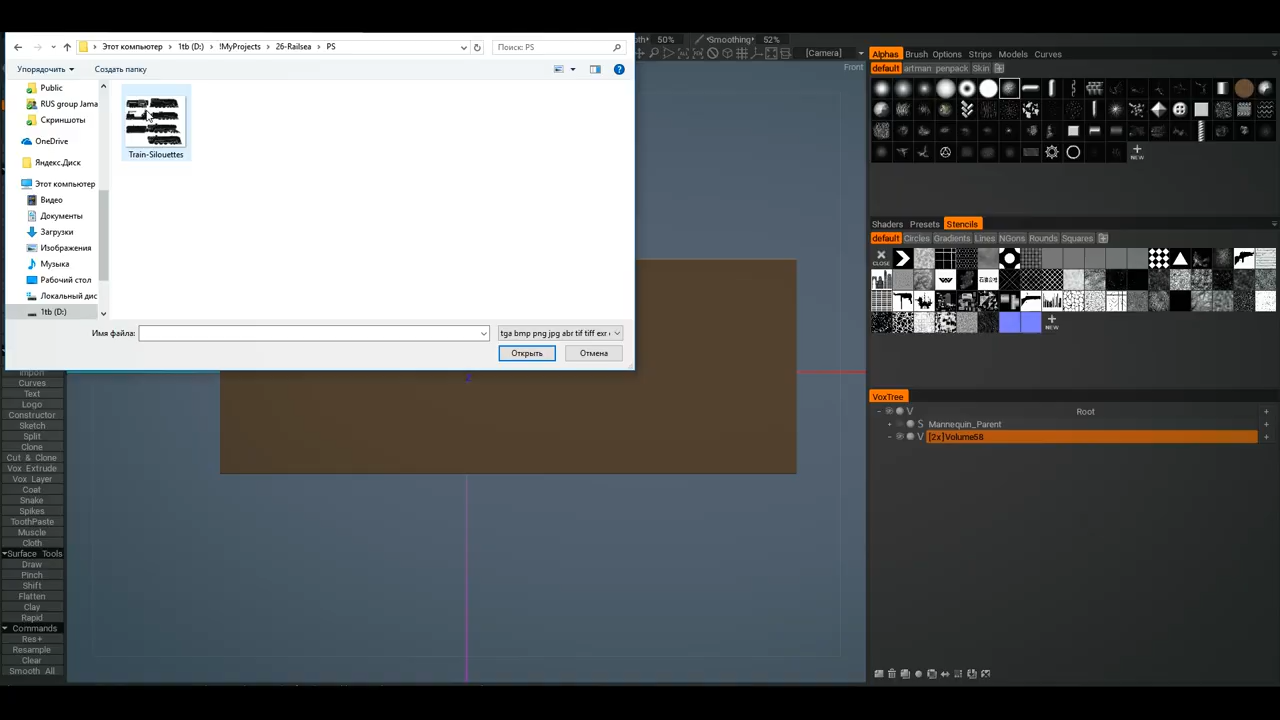 Этот компьютер > 1tb (D:) > !MyProjects > 26-Railsea > PS
Поиск: PS
50%
Smoothing
52%
[Camera]
Упорядочить
Создать папку
Front
Public
RUS group Jama
Скриншоты
OneDrive
Яндекс.Диск
Этот компьютер
Видео
Документы
Загрузки
Изображения
Музыка
Рабочий стол
Локальный дис
1tb (D:)
Train-Silouettes
Имя файла:
tga bmp png jpg abr tif tiff exr
Открыть
Отмена
Import
Curves
Text
Logo
Constructor
Sketch
Split
Clone
Cut & Clone
Vox Extrude
Vox Layer
Coat
Snake
Spikes
ToothPaste
Muscle
Cloth
Surface Tools
Draw
Pinch
Shift
Flatten
Clay
Rapid
Commands
Res+
Resample
Clear
Smooth All
Alphas Brush Options Strips Models Curves
default artman penpack Skin
NEW
Shaders Presets Stencils
default Circles Gradients Lines NGons Rounds Squares
CLOSE
NEW
VoxTree
V Root
S Mannequin_Parent
V [2x]Volume68